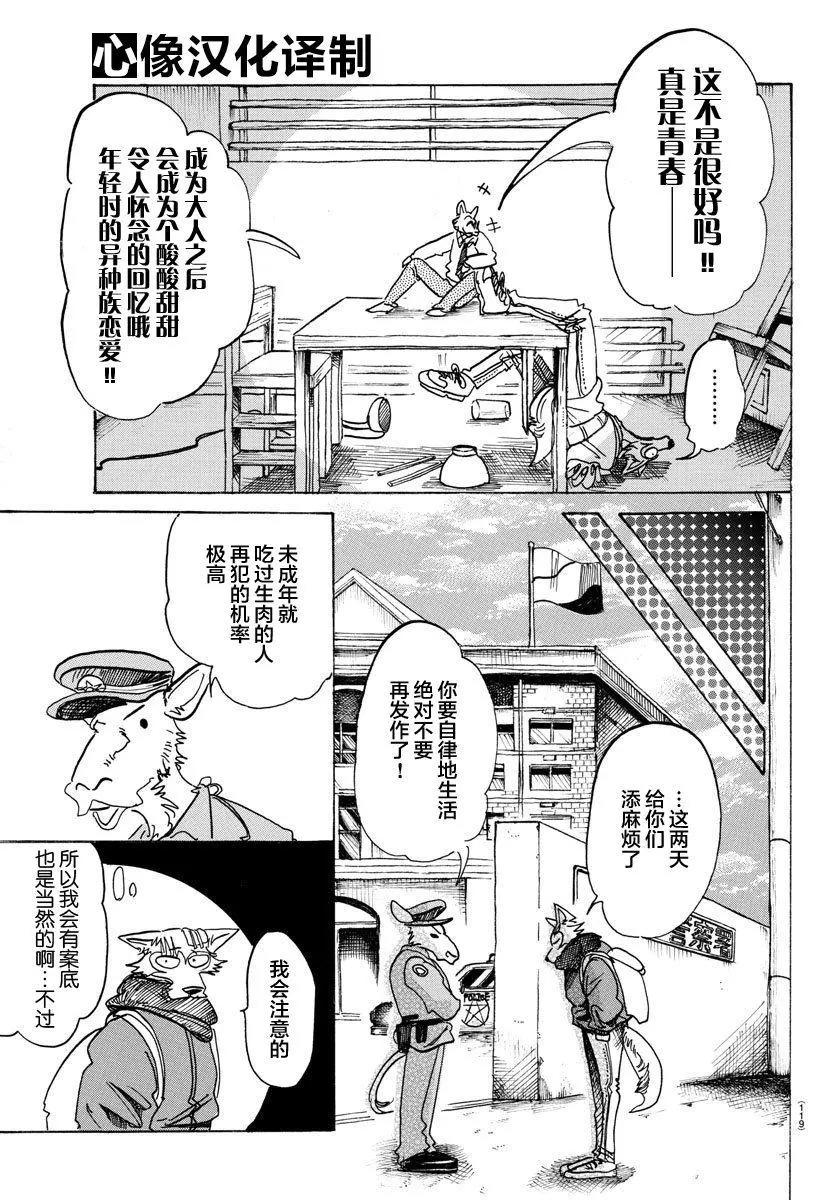 心像汉化译制
这不是很好吗!!
真是青春——
成为大人之后
会成为个酸酸甜甜
令人怀念的回忆哦
年轻时的异种族恋爱!!
………
…这两天
给你们
添麻烦了
你要自律地生活
绝对不要
再发作了！
警察署
POLICE
未成年就
吃过生肉的人
再犯的机率
极高
我会注意的
所以我会有案底
也是当然的啊…不过
(119)